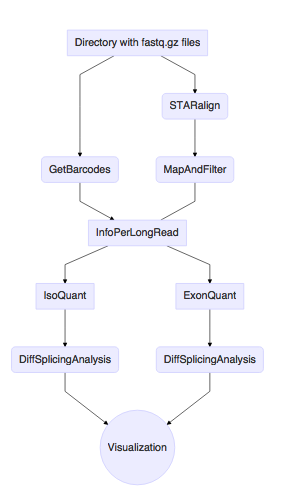 Directory with fastq.gz files
STARalign
GetBarcodes
MapAndFilter
InfoPerLongRead
IsoQuant
ExonQuant
DiffSplicingAnalysis
DiffSplicingAnalysis
Visualization